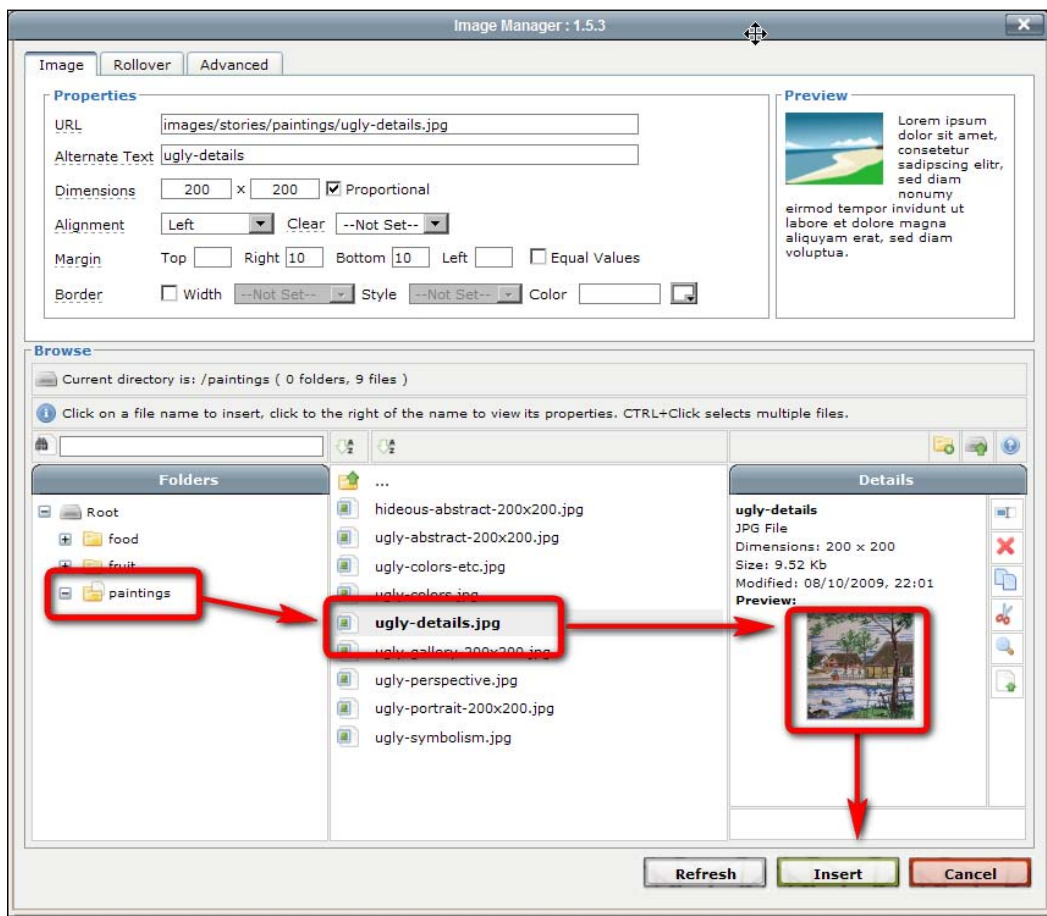 Image Manager : 1.5.3
Image Rollover Advanced
Properties
URL images/stories/paintings/ugly-details.jpg
Alternate Text ugly-details
Dimensions 200 x 200 Proportional
Alignment Left Clear --Not Set--
Margin Top Right 10 Bottom 10 Left Equal Values
Border Width --Not Set-- Style --Not Set-- Color
Preview
Lorem ipsum
dolor sit amet,
consetetur
sadipscing elitr,
sed diam
nonumy
eirmod tempor invidunt ut
labore et dolore magna
aliquyam erat, sed diam
voluptua.
Browse
Current directory is: /paintings ( 0 folders, 9 files )
Click on a file name to insert, click to the right of the name to view its properties. CTRL+Click selects multiple files.
Folders
Root
food
fruit
paintings
...
hideous-abstract-200x200.jpg
ugly-abstract-200x200.jpg
ugly-colors-etc.jpg
ugly-colors.jpg
ugly-details.jpg
ugly-gallery-200x200.jpg
ugly-perspective.jpg
ugly-portrait-200x200.jpg
ugly-symbolism.jpg
Details
ugly-details
JPG File
Dimensions: 200 x 200
Size: 9.52 Kb
Modified: 08/10/2009, 22:01
Preview:
Refresh Insert Cancel